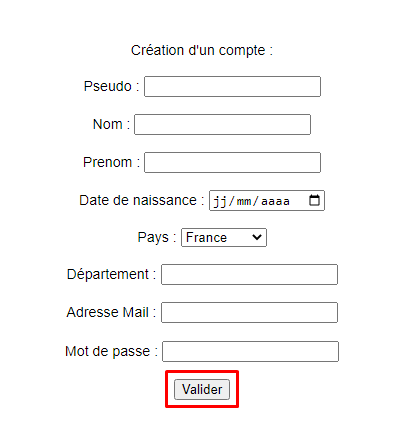 Création d'un compte :
Pseudo :
Nom :
Prenom :
Date de naissance : jj/mm/aaaa
Pays : France
Département :
Adresse Mail :
Mot de passe :
Valider